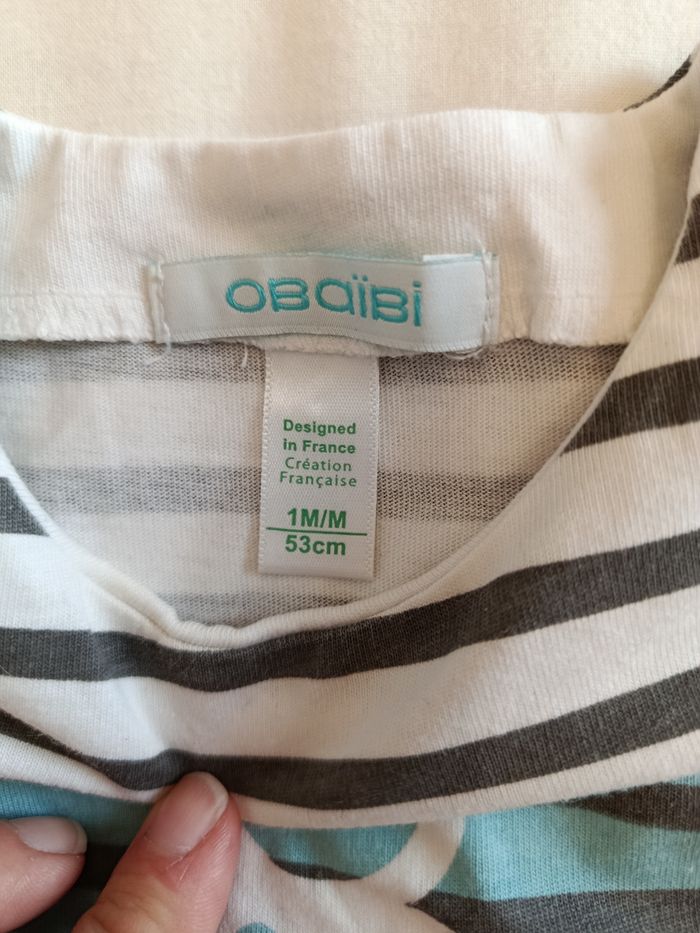 OBaïBi
Designed
in France
Création
Française
1M/M
53cm